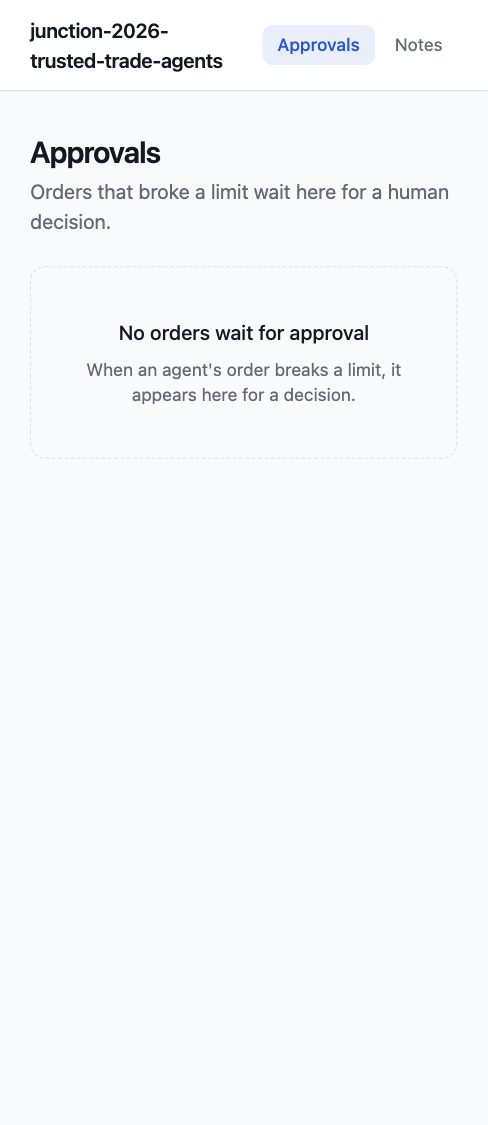 junction-2026-
trusted-trade-agents
Approvals
Notes
Approvals
Orders that broke a limit wait here for a human
decision.
No orders wait for approval
When an agent's order breaks a limit, it
appears here for a decision.